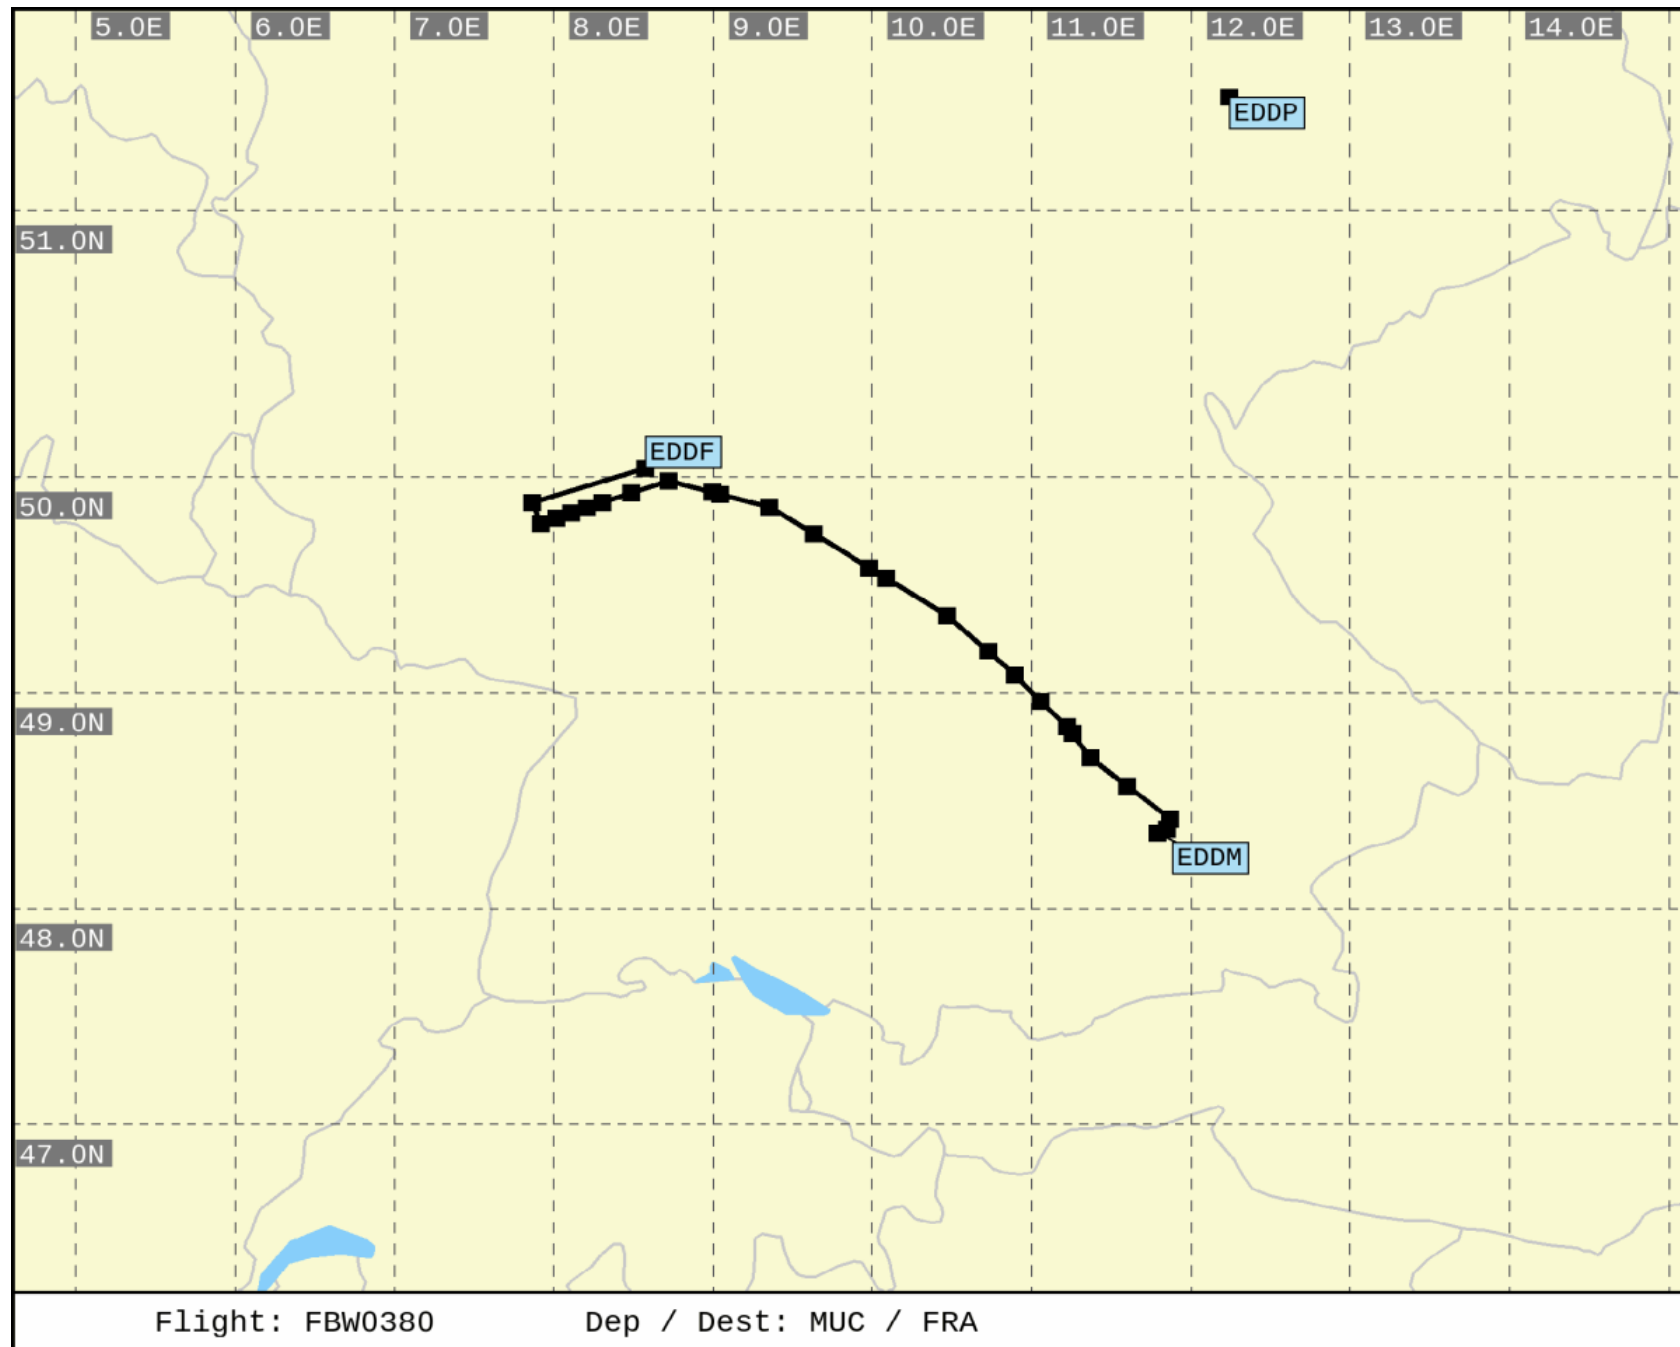 5.0E 6.0E 7.0E 8.0E 9.0E 10.0E 11.0E 12.0E 13.0E 14.0E
EDDP
51.0N
EDDF
50.0N
49.0N
EDDM
48.0N
47.0N
Flight: FBW0380 Dep / Dest: MUC / FRA